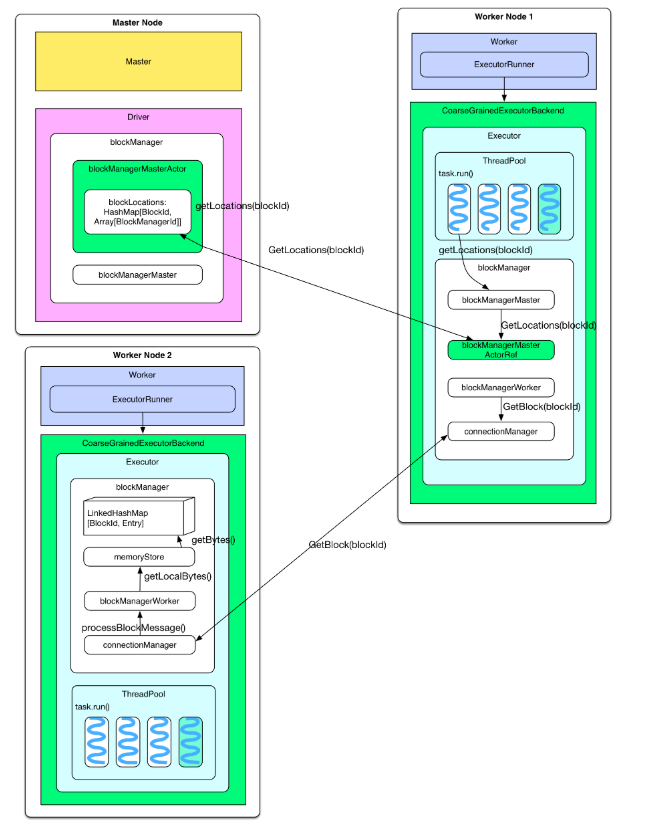 Master Node
Master
Driver
blockManager
blockManagerMasterActor
blockLocations:
HashMap[BlockId,
Array[BlockManagerId]]
getLocations(blockId)
blockManagerMaster
GetLocations(blockId)
Worker Node 1
Worker
ExecutorRunner
CoarseGrainedExecutorBackend
Executor
ThreadPool
task.run()
getLocations(blockId)
blockManager
blockManagerMaster
GetLocations(blockId)
blockManagerMaster
ActorRef
blockManagerWorker
GetBlock(blockId)
connectionManager
Worker Node 2
Worker
ExecutorRunner
CoarseGrainedExecutorBackend
Executor
blockManager
LinkedHashMap
[BlockId, Entry]
getBytes()
memoryStore
getLocalBytes()
blockManagerWorker
processBlockMessage()
connectionManager
GetBlock(blockId)
ThreadPool
task.run()